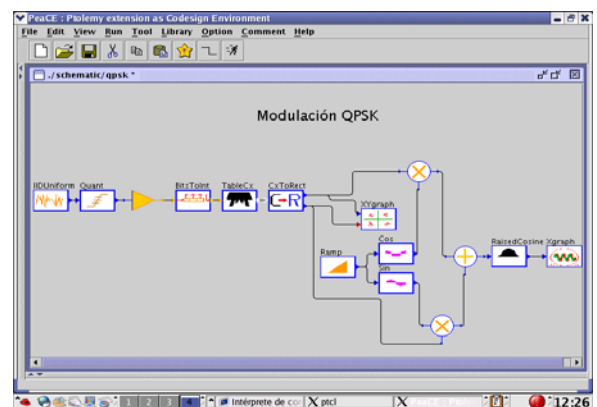 PeaCE : Ptolemy extension as Codesign Environment
File Edit View Run Tool Library Option Comment Help
./schematic/qpsk *
Modulación QPSK
IIDUniform Quant BitsToInt TableCx CxToRect
XYgraph
Cos
Ramp
Sin
RaisedCosine Xgraph
1 2 3 4 Intérprete de co X ptcl X PeaCE : Ptole 12:26